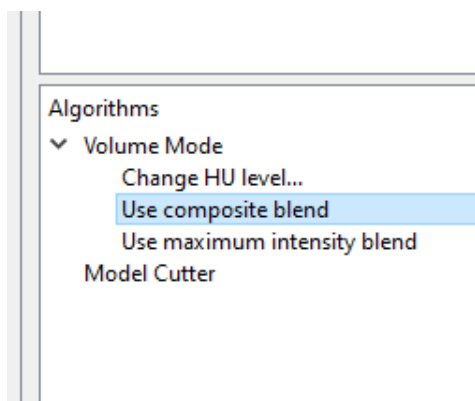 Algorithms
Volume Mode
Change HU level...
Use composite blend
Use maximum intensity blend
Model Cutter